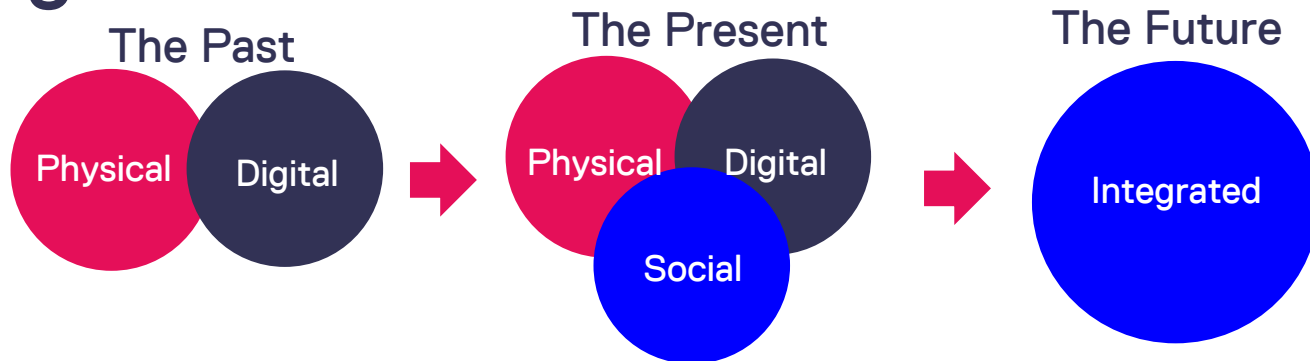 The Past
Physical
Digital
The Present
Physical
Digital
Social
The Future
Integrated